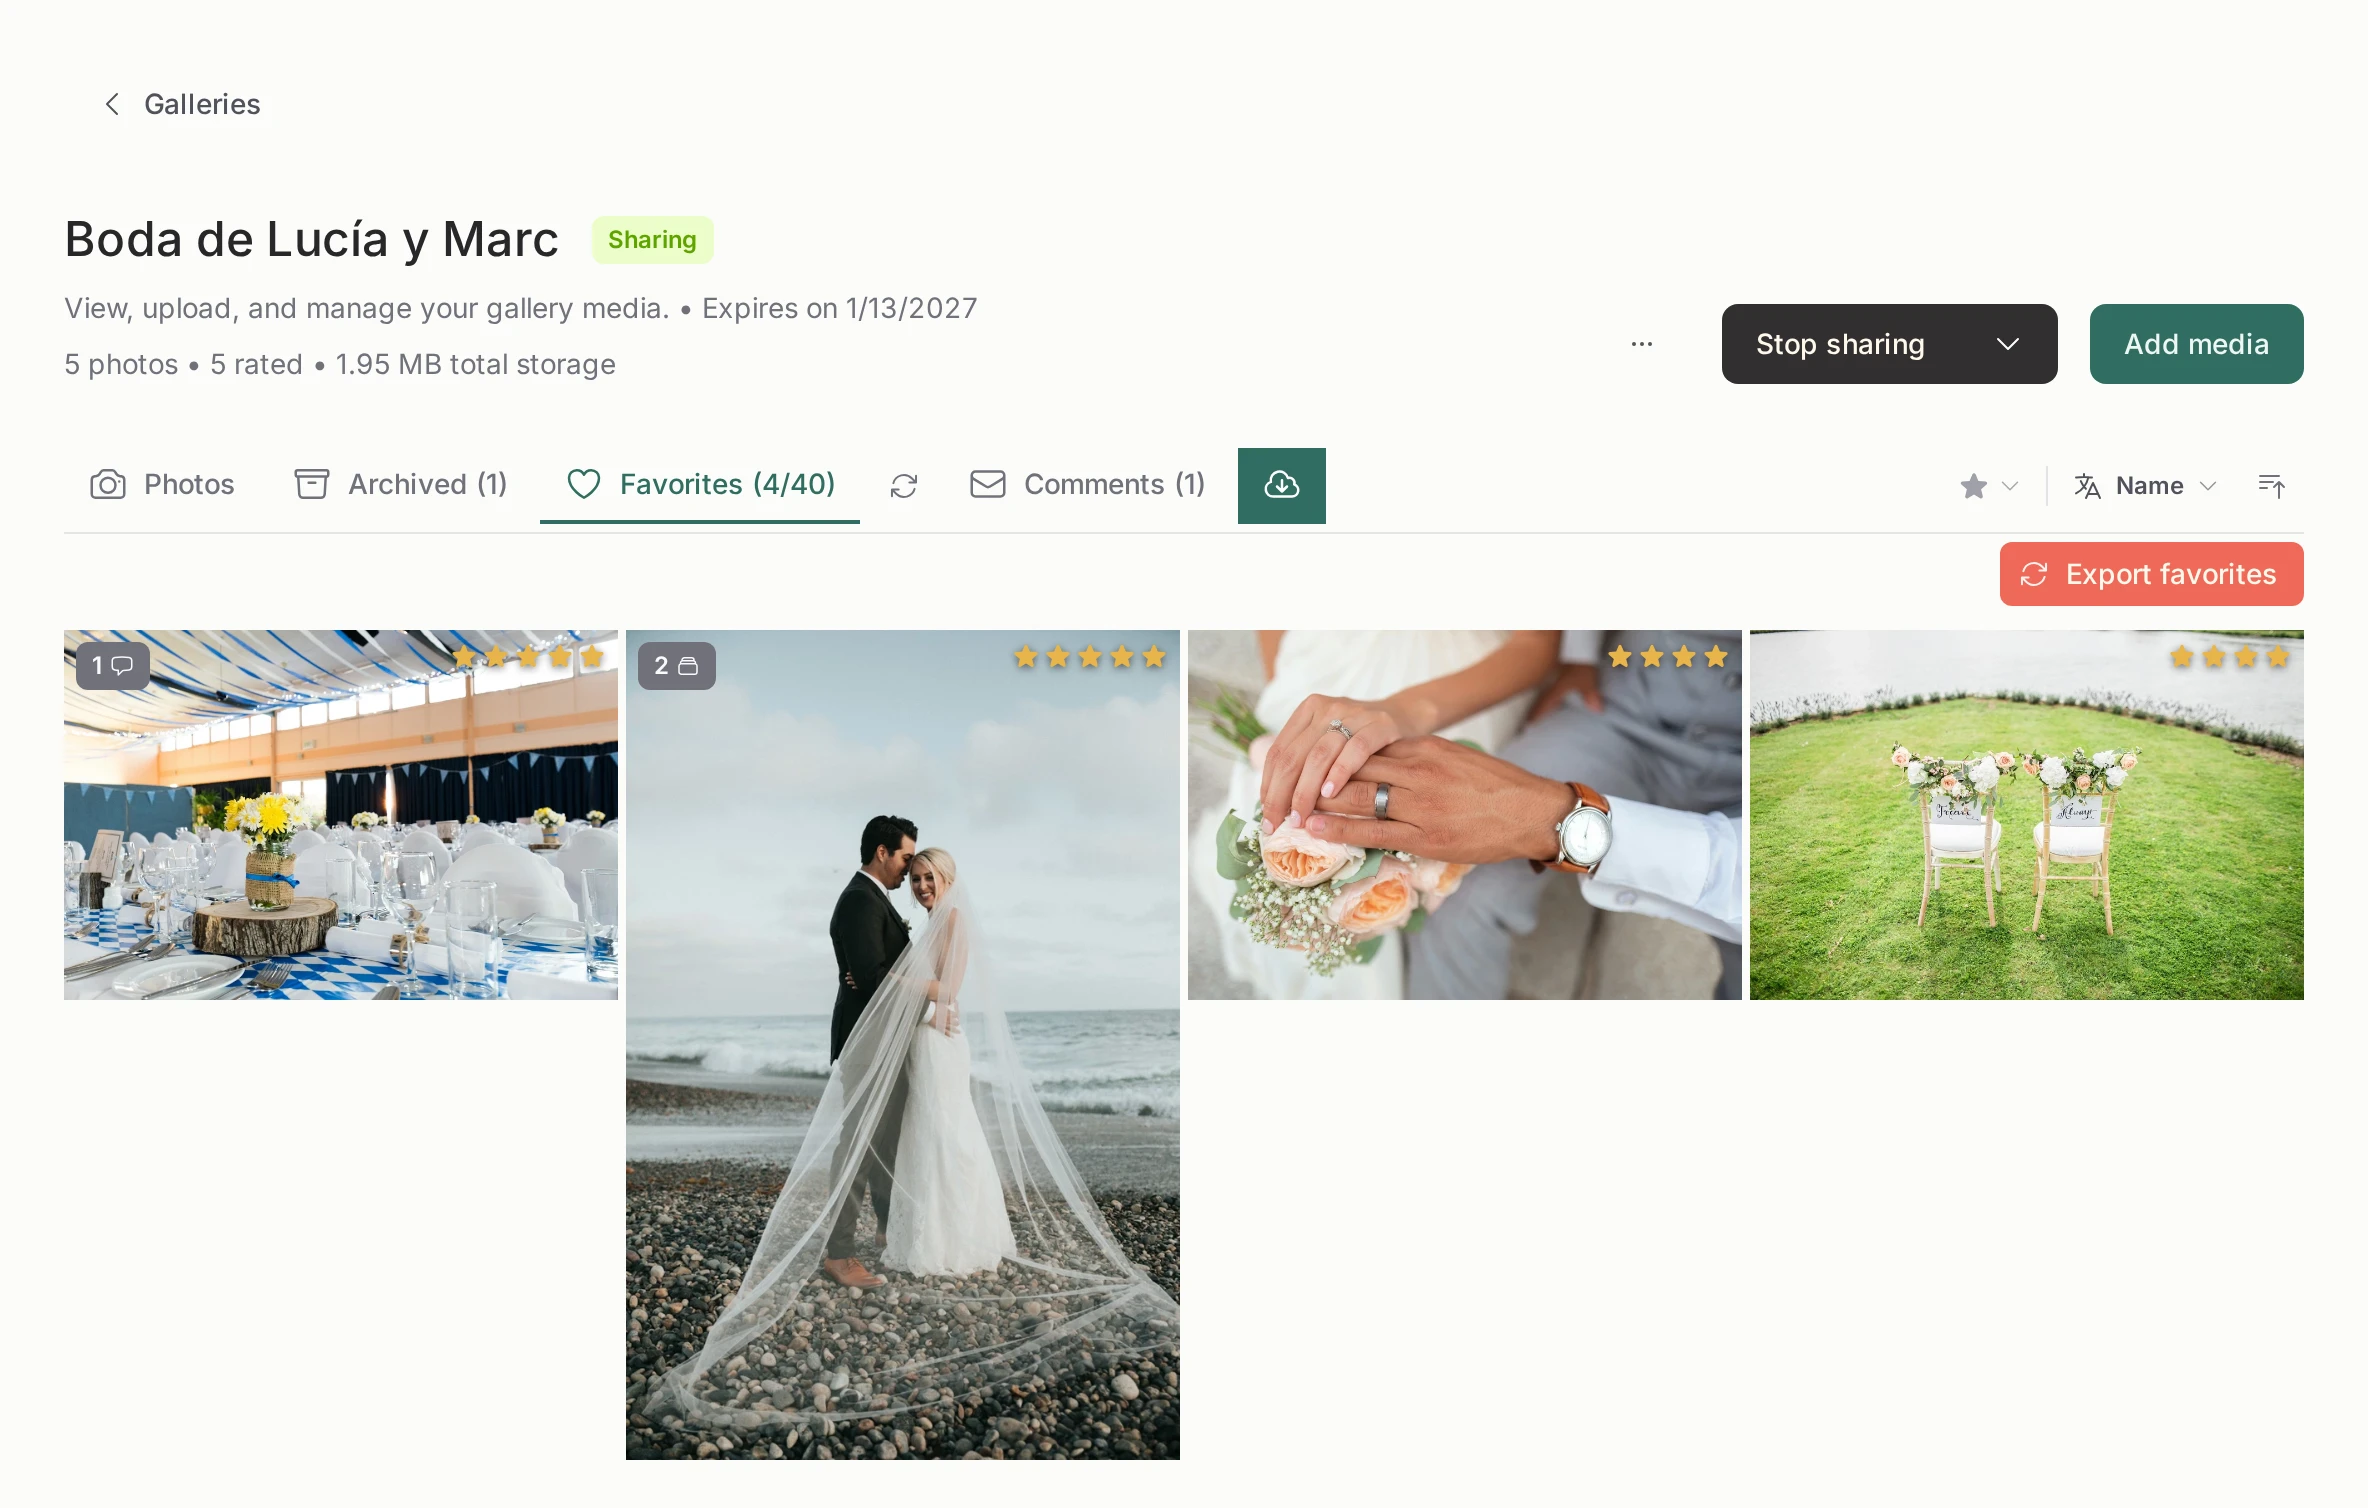 Galleries
Boda de Lucía y Marc Sharing
View, upload, and manage your gallery media. • Expires on 1/13/2027
5 photos • 5 rated • 1.95 MB total storage
... Stop sharing Add media
Photos Archived (1) Favorites (4/40) Comments (1) Name
Export favorites
1
2
Always